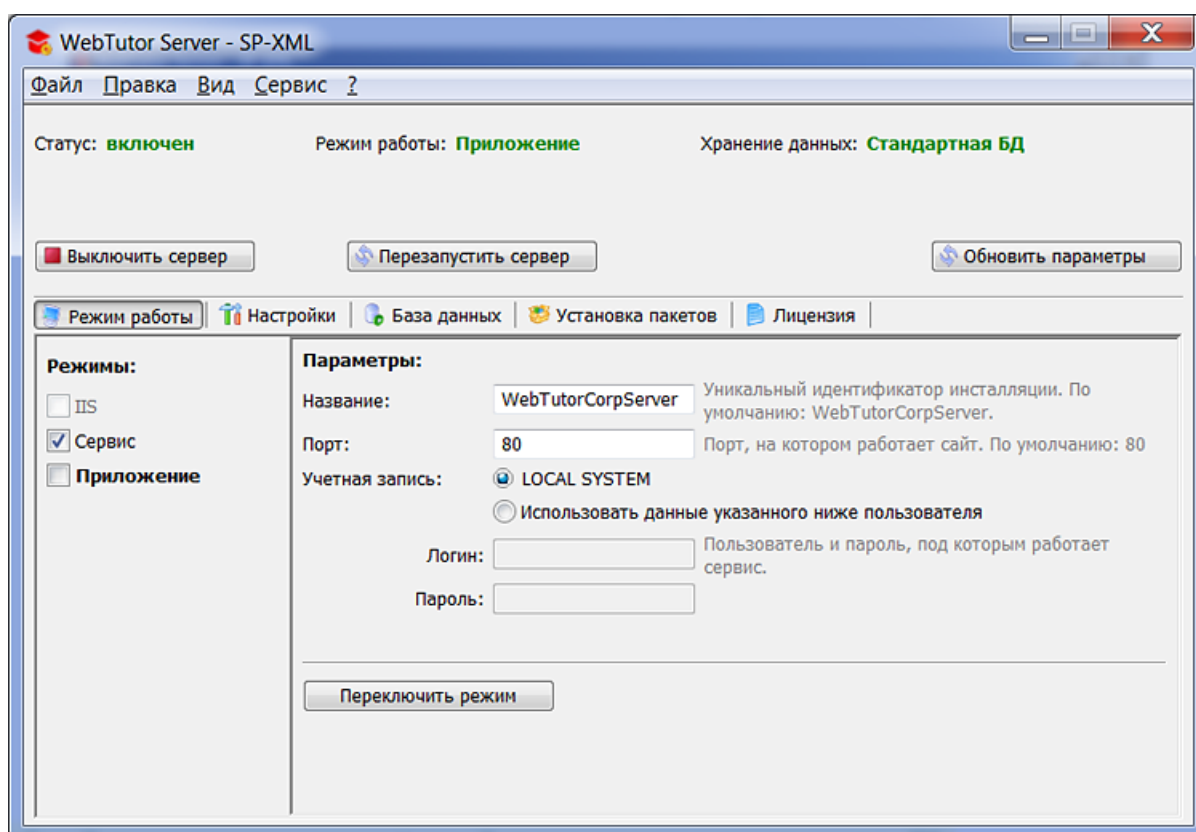 WebTutor Server - SP-XML
Файл Правка Вид Сервис ?
Статус: включен Режим работы: Приложение Хранение данных: Стандартная БД
Выключить сервер Перезапустить сервер Обновить параметры
Режим работы Настройки База данных Установка пакетов Лицензия
Режимы:
IIS
Сервис
Приложение
Параметры:
Название: WebTutorCorpServer Уникальный идентификатор инсталляции. По
умолчанию: WebTutorCorpServer.
Порт: 80 Порт, на котором работает сайт. По умолчанию: 80
Учетная запись: LOCAL SYSTEM
Использовать данные указанного ниже пользователя
Логин: Пользователь и пароль, под которым работает
сервис.
Пароль:
Переключить режим